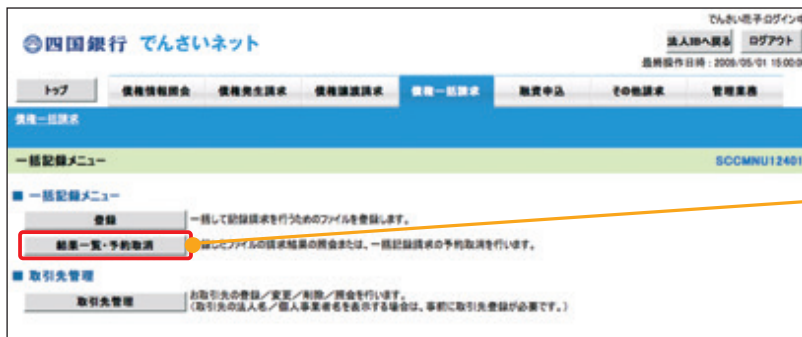 でんさい花子:ログイン中
四国銀行 でんさいネット
法人IBへ戻る ログアウト
最終操作日時:2005/05/01 15:00:0
トップ 債権情報照会 債権発生請求 債権譲渡請求 債権一括請求 融資申込 その他請求 管理業務
債権一括請求
一括記録メニュー SCCMNU12401
■ 一括記録メニュー
登録 一括して記録請求を行うためのファイルを登録します。
結果一覧・予約取消 録したファイルの請求結果の照会または、一括記録請求の予約取消を行います。
■ 取引先管理
取引先管理 お取引先の登録/変更/削除/照会を行います。
(取引先の法人名/個人事業者名を表示する場合は、事前に取引先登録が必要です。)